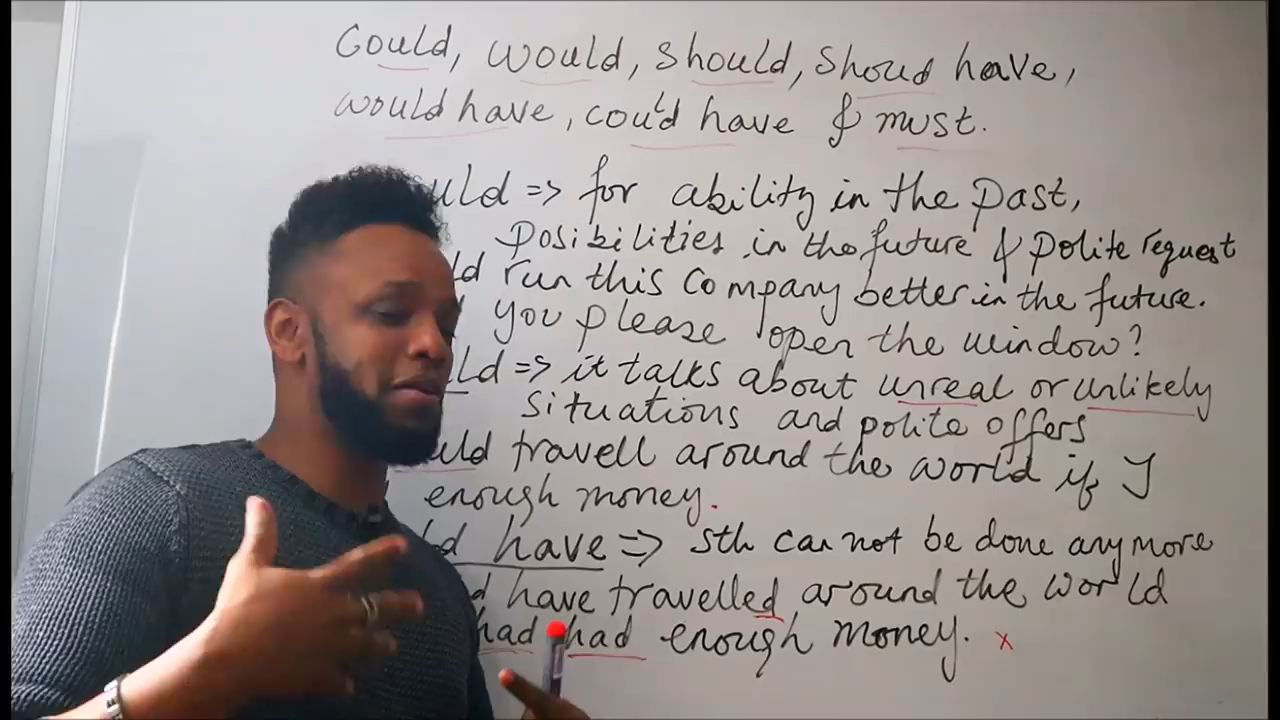 Could, would, should, shoud have,
would have, could have & must.
uld => for ability in the past,
posibilities in the future & polite request
ld run this company better in the future.
you please open the window?
ld => it talks about unreal or unlikely
situations and polite offers
uld travell around the world if I
enough money.
ld have => sth can not be done anymore
d have travelled around the world
had had enough money. x